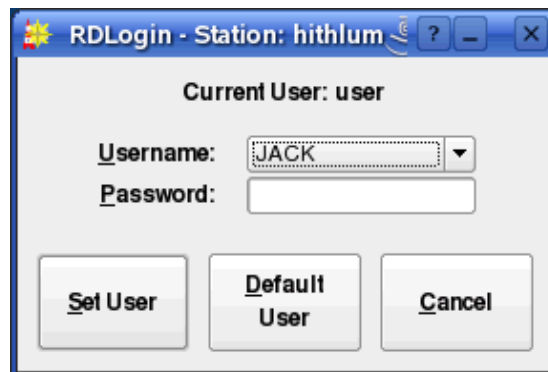 RDLogin - Station: hithlum ?
Current User: user
Username: JACK
Password:
Set User
Default
User
Cancel